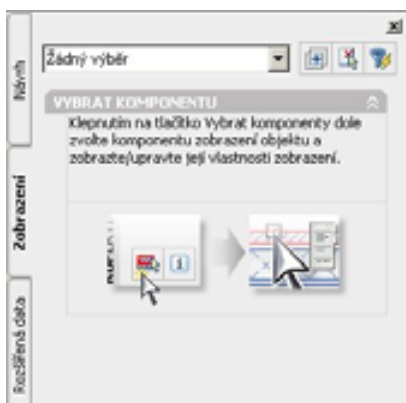 Žádný výběr
VYBRAT KOMPONENTU
Klepnutím na tlačítko Vybrat komponenty dole
zvolte komponentu zobrazení objektu a
zobrazte/upravte její vlastnosti zobrazení.
Návrh
Zobrazení
Rozšířená data